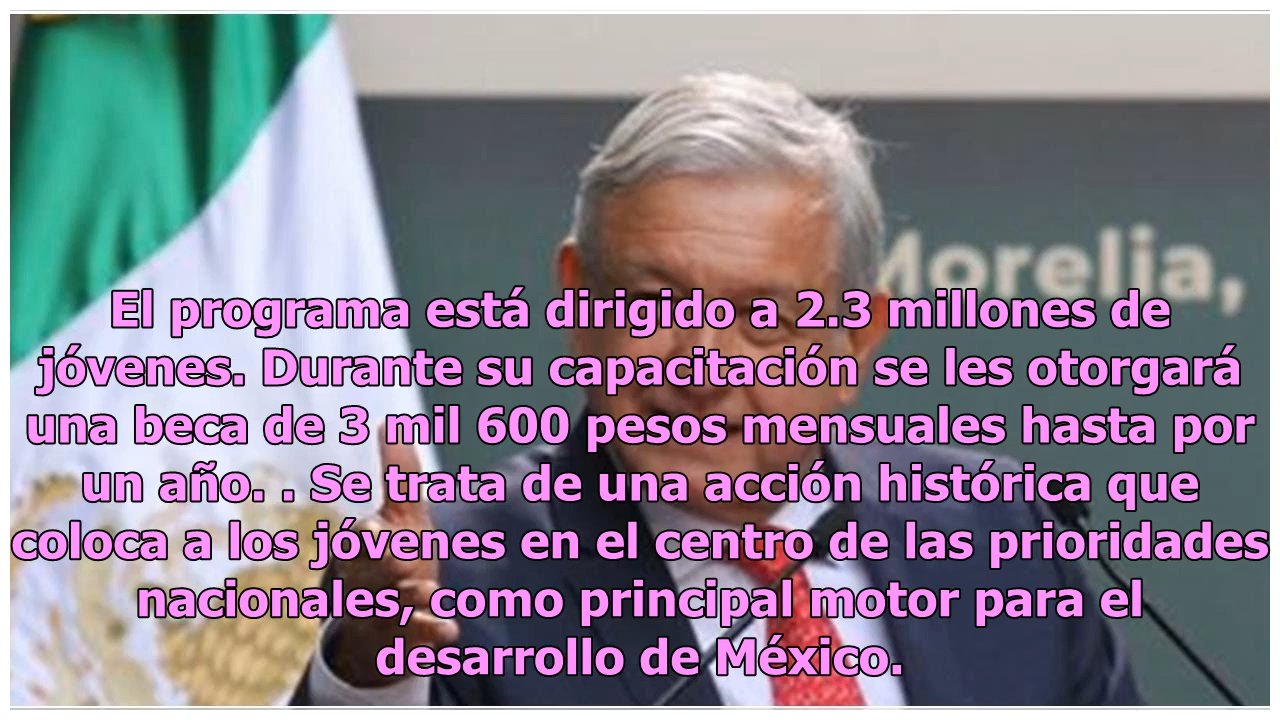 Morelia,
El programa está dirigido a 2.3 millones de
jóvenes. Durante su capacitación se les otorgará
una beca de 3 mil 600 pesos mensuales hasta por
un año. . Se trata de una acción histórica que
coloca a los jóvenes en el centro de las prioridades
nacionales, como principal motor para el
desarrollo de México.